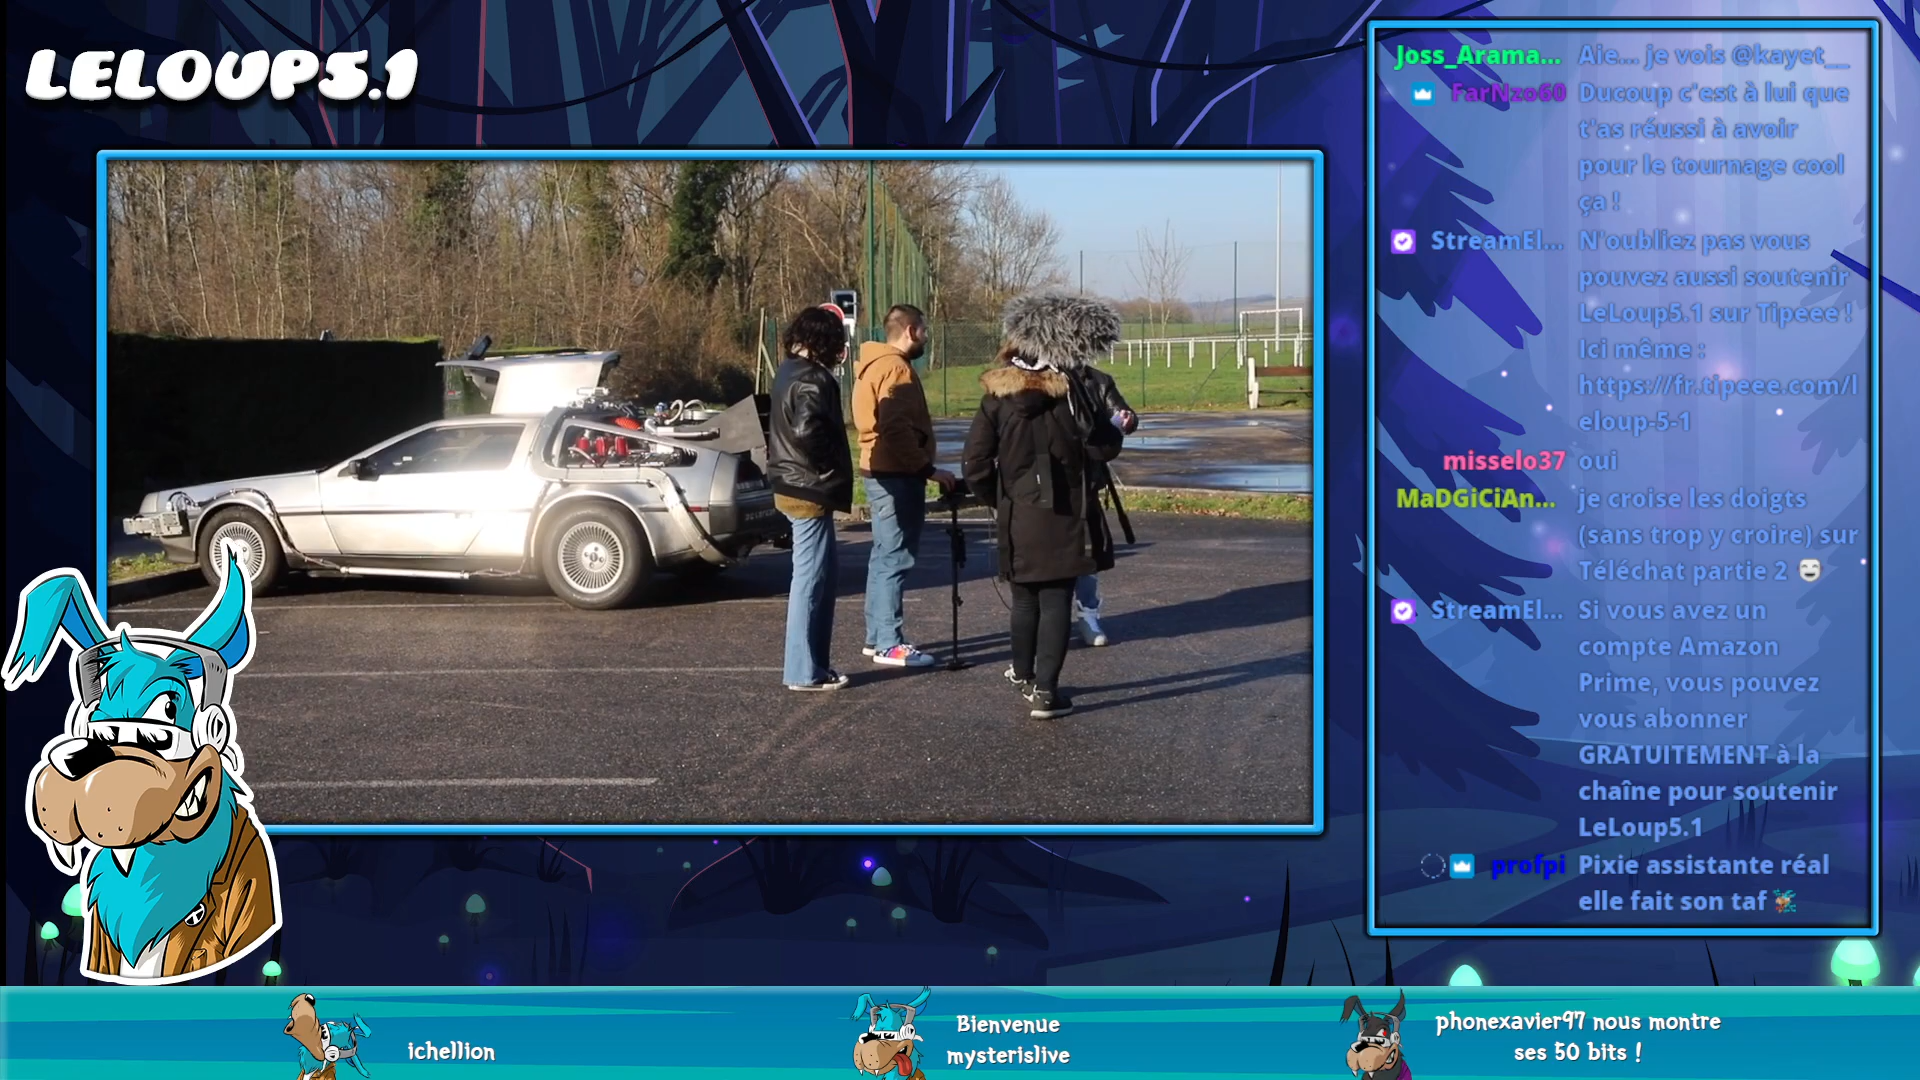 LELOUP5.1
Joss_Arama... Aie... je vois @kayet__
FarNzo60 Ducoup c'est à lui que
t'as réussi à avoir
pour le tournage cool
ça !
StreamEl... N'oubliez pas vous
pouvez aussi soutenir
LeLoup5.1 sur Tipeee !
Ici même :
https://fr.tipeee.com/l
eloup-5-1
misselo37 oui
MaDGiCiAn... je croise les doigts
(sans trop y croire) sur
Téléchat partie 2
StreamEl... Si vous avez un
compte Amazon
Prime, vous pouvez
vous abonner
GRATUITEMENT à la
chaîne pour soutenir
LeLoup5.1
profpi Pixie assistante réal
elle fait son taf
ichellion
Bienvenue
mysterislive
phonexavier97 nous montre
ses 50 bits !